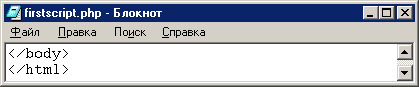 firstscript.php - Блокнот
Файл Правка Поиск Справка
</body>
</html>